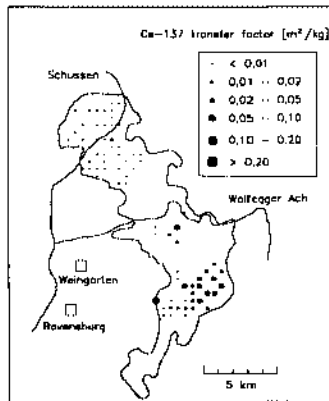 Cs-137 transfer factor [m²/kg]
< 0,01
0,01 - 0,02
0,02 - 0,05
0,05 - 0,10
0,10 - 0,20
> 0,20
Schussen
Wolfegger Ach
Weingarten
Ravensburg
5 km